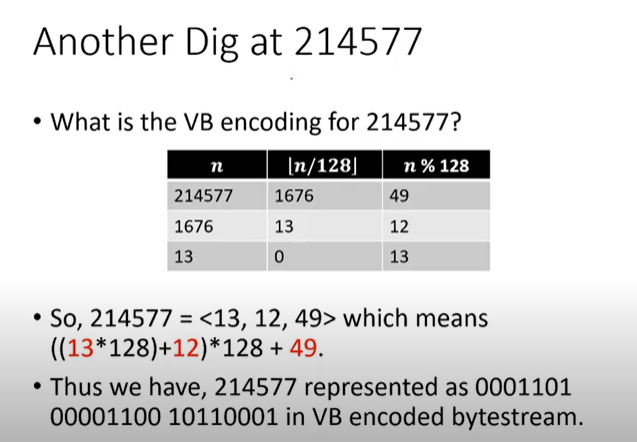 Another Dig at 214577
• What is the VB encoding for 214577?
n ⌊n/128⌋ n % 128
214577 1676 49
1676 13 12
13 0 13
• So, 214577 = <13, 12, 49> which means
((13*128)+12)*128 + 49.
• Thus we have, 214577 represented as 0001101
00001100 10110001 in VB encoded bytestream.